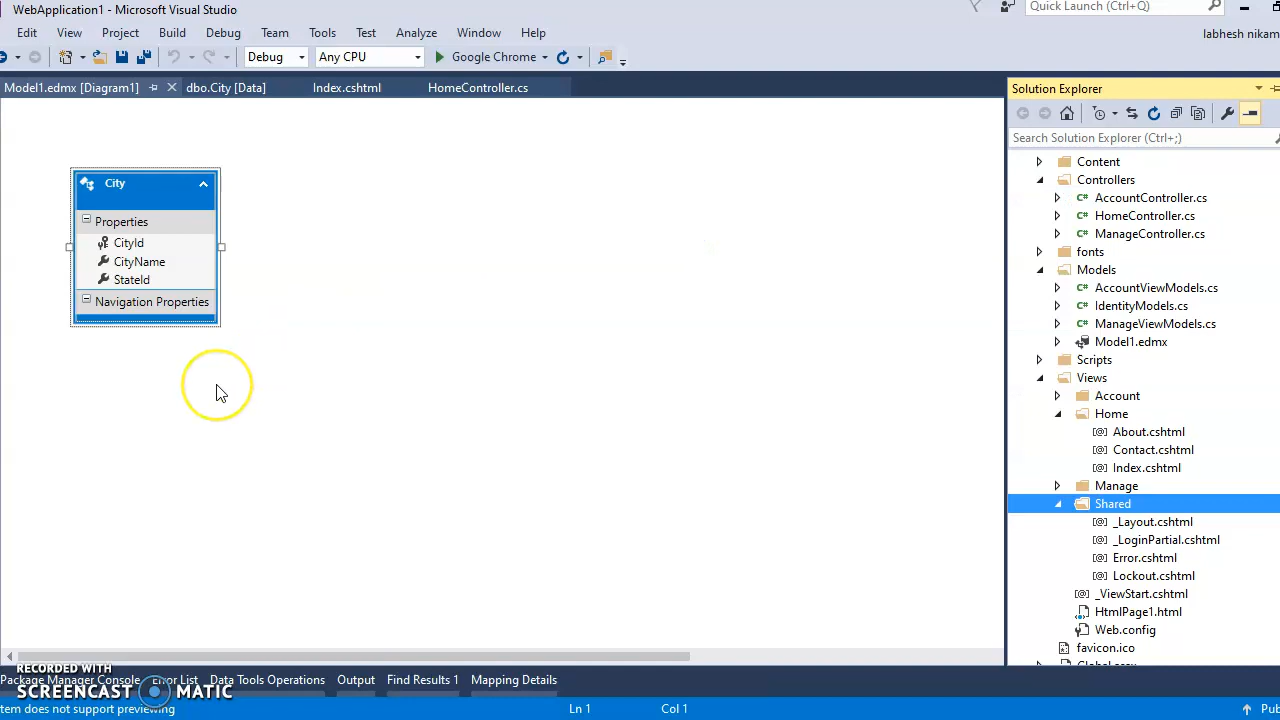 WebApplication1 - Microsoft Visual Studio
Quick Launch (Ctrl+Q)
Edit View Project Build Debug Team Tools Test Analyze Window Help
labhesh nikam
Debug Any CPU Google Chrome
Model1.edmx [Diagram1] dbo.City [Data] Index.cshtml HomeController.cs
Solution Explorer
Search Solution Explorer (Ctrl+;)
City
Properties
CityId
CityName
StateId
Navigation Properties
Content
Controllers
AccountController.cs
HomeController.cs
ManageController.cs
fonts
Models
AccountViewModels.cs
IdentityModels.cs
ManageViewModels.cs
Model1.edmx
Scripts
Views
Account
Home
About.cshtml
Contact.cshtml
Index.cshtml
Manage
Shared
_Layout.cshtml
_LoginPartial.cshtml
Error.cshtml
Lockout.cshtml
_ViewStart.cshtml
HtmlPage1.html
Web.config
favicon.ico
RECORDED WITH
SCREENCAST MATIC
Package Manager Console Error List Data Tools Operations Output Find Results 1 Mapping Details
tem does not support previewing Ln 1 Col 1 Pub